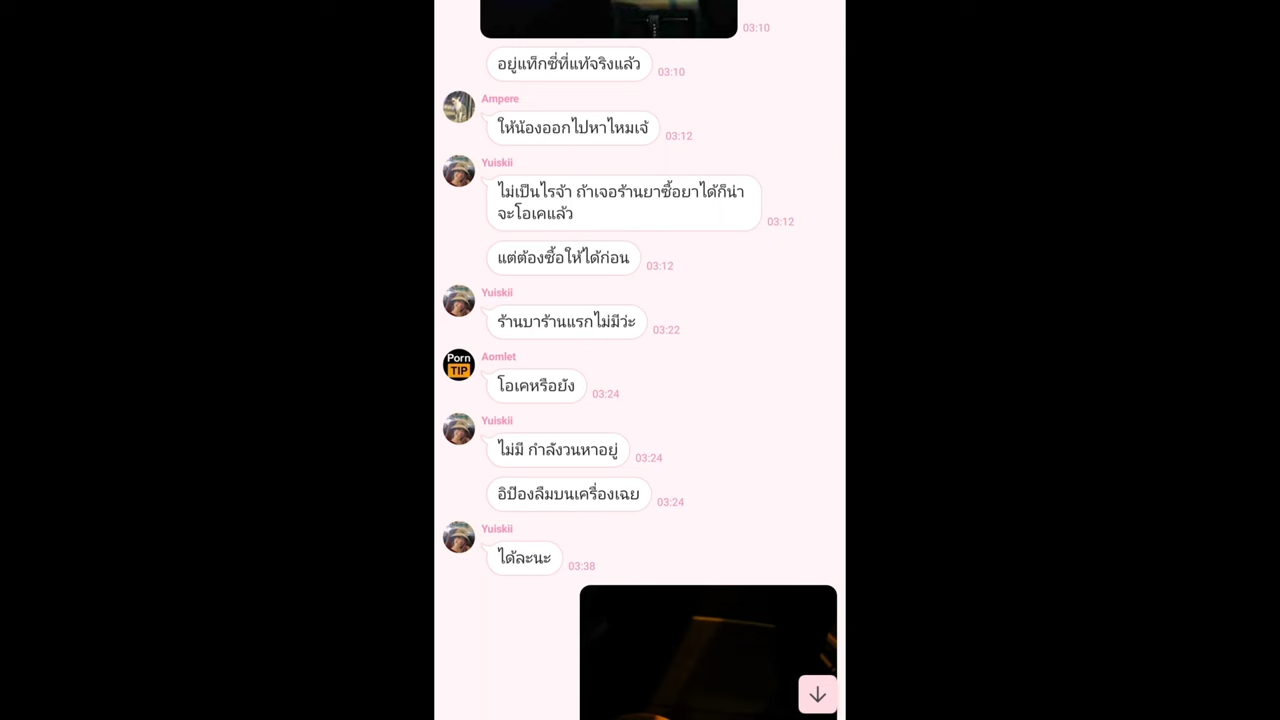 03:10
อยู่แท็กซี่ที่แท้จริงแล้ว
03:10
Ampere
ให้น้องออกไปหาไหมเจ้
03:12
Yuiskii
ไม่เป็นไรจ้า ถ้าเจอร้านยาซื้อยาได้ก็น่า
จะโอเคแล้ว
03:12
แต่ต้องซื้อให้ได้ก่อน
03:12
Yuiskii
ร้านบาร้านแรกไม่มีว่ะ
03:22
Porn
TIP
Aomlet
โอเคหรือยัง
03:24
Yuiskii
ไม่มี กำลังวนหาอยู่
03:24
อิปีองลืมบนเครื่องเฉย
03:24
Yuiskii
ได้ละนะ
03:38